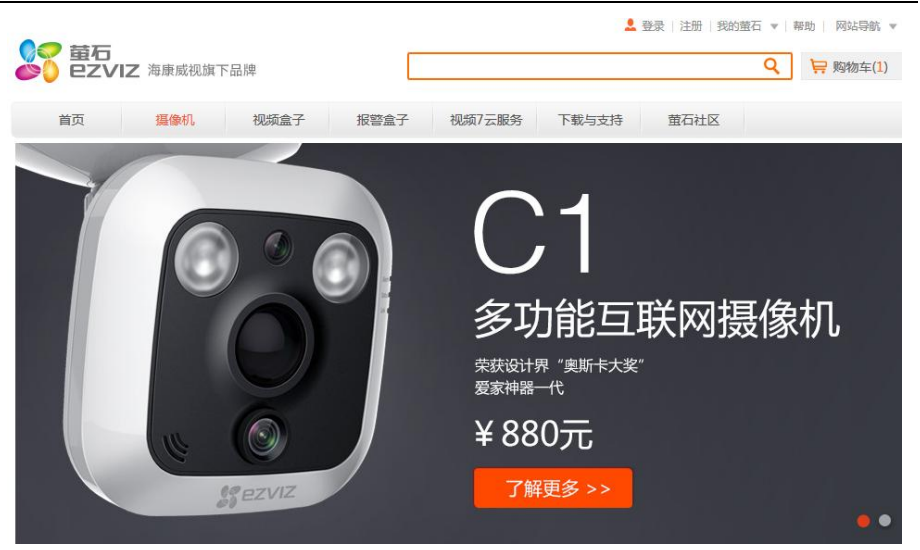 登录 | 注册 | 我的萤石 | 帮助 | 网站导航
萤石
ezviz 海康威视旗下品牌
购物车(1)
首页 摄像机 视频盒子 报警盒子 视频7云服务 下载与支持 萤石社区
C1
多功能互联网摄像机
荣获设计界“奥斯卡大奖”
爱家神器一代
¥880元
了解更多 >>
ezviz